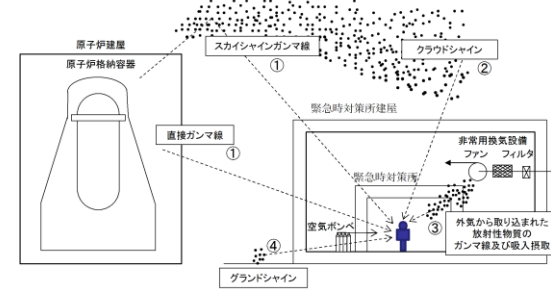 原子炉建屋
原子炉格納容器
スカイシャインガンマ線
①
クラウドシャイン
②
直接ガンマ線
①
緊急時対策所建屋
非常用換気設備
ファン
フィルタ
緊急時対策所
空気ボンベ
③
外気から取り込まれた
放射性物質の
ガンマ線及び吸入摂取
④
グランドシャイン